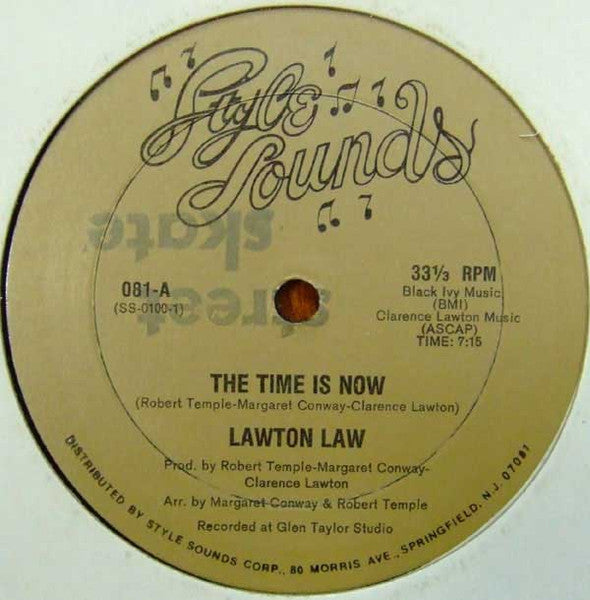 Style
Sounds
skate
street
081-A
(SS-0100-1)
33⅓ RPM
Black Ivy Music
(BMI)
Clarence Lawton Music
(ASCAP)
TIME: 7:15
THE TIME IS NOW
(Robert Temple-Margaret Conway-Clarence Lawton)
LAWTON LAW
Prod. by Robert Temple-Margaret Conway-
Clarence Lawton
Arr. by Margaret Conway & Robert Temple
Recorded at Glen Taylor Studio
DISTRIBUTED BY STYLE SOUNDS CORP., 80 MORRIS AVE., SPRINGFIELD, N.J. 07081